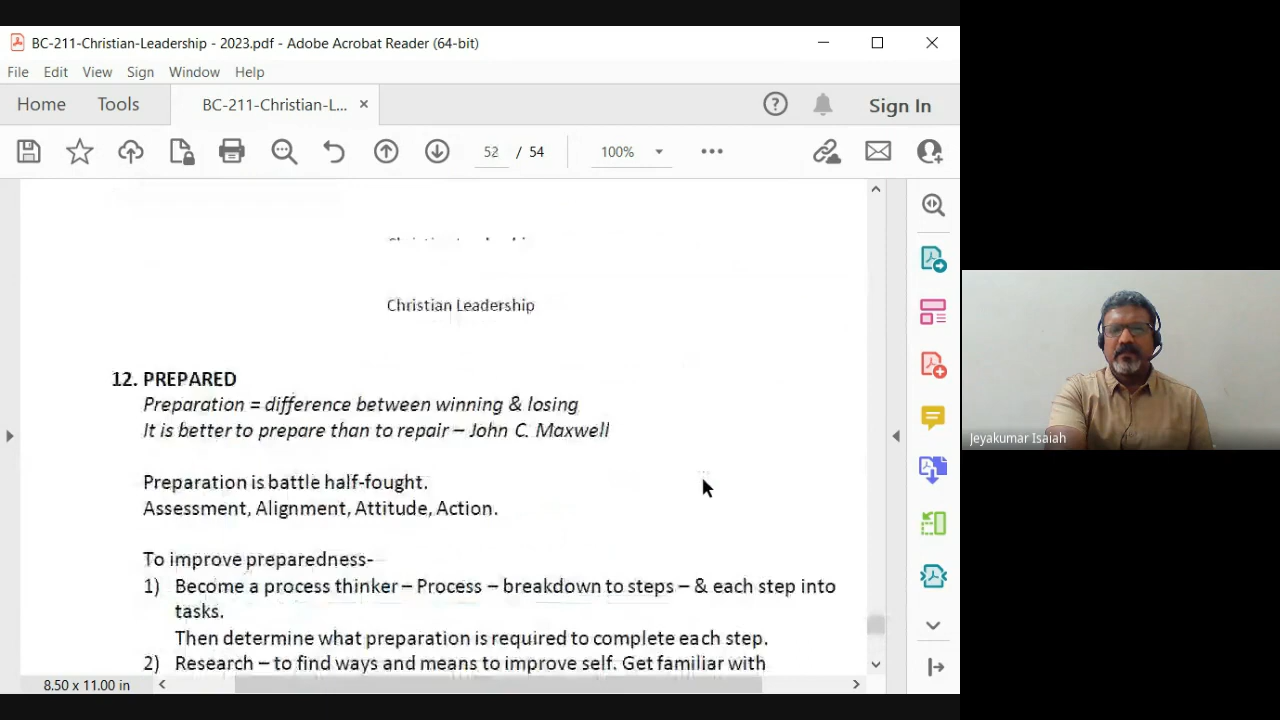 BC-211-Christian-Leadership - 2023.pdf - Adobe Acrobat Reader (64-bit)
File Edit View Sign Window Help
Home Tools BC-211-Christian-L... × Sign In
52 / 54 100%
Christian Leadership
12. PREPARED
Preparation = difference between winning & losing
It is better to prepare than to repair – John C. Maxwell
Preparation is battle half-fought.
Assessment, Alignment, Attitude, Action.
To improve preparedness-
1) Become a process thinker – Process – breakdown to steps – & each step into
tasks.
Then determine what preparation is required to complete each step.
2) Research – to find ways and means to improve self. Get familiar with
8.50 x 11.00 in
Jeyakumar Isaiah